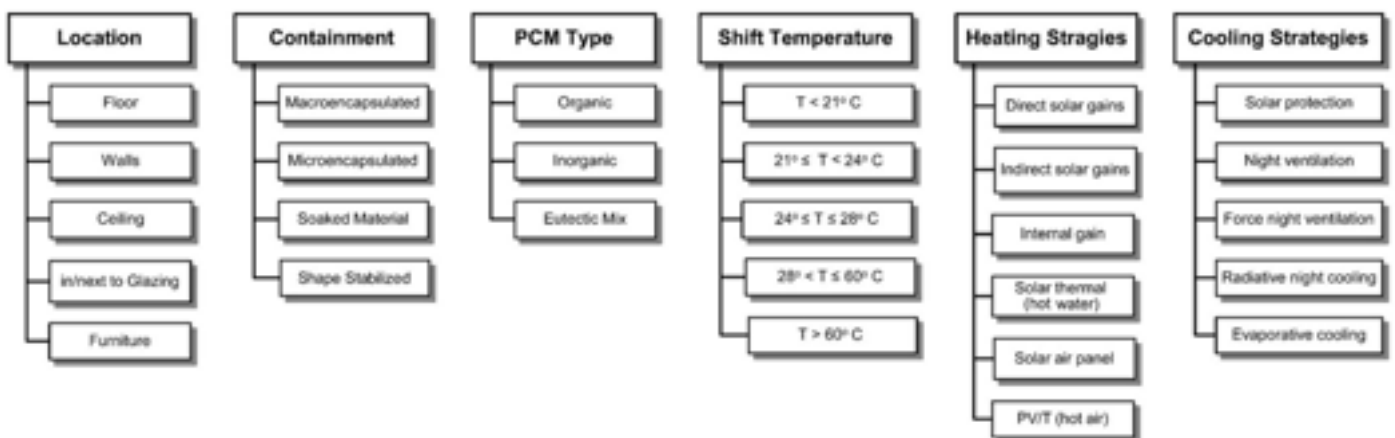 Location
Floor
Walls
Ceiling
in/next to Glazing
Furniture
Containment
Macroencapsulated
Microencapsulated
Soaked Material
Shape Stabilized
PCM Type
Organic
Inorganic
Eutectic Mix
Shift Temperature
T < 21º C
21º ≤ T < 24º C
24º ≤ T ≤ 28º C
28º < T ≤ 60º C
T > 60º C
Heating Stragies
Direct solar gains
Indirect solar gains
Internal gain
Solar thermal
(hot water)
Solar air panel
PV/T (hot air)
Cooling Strategies
Solar protection
Night ventilation
Force night ventilation
Radiative night cooling
Evaporative cooling